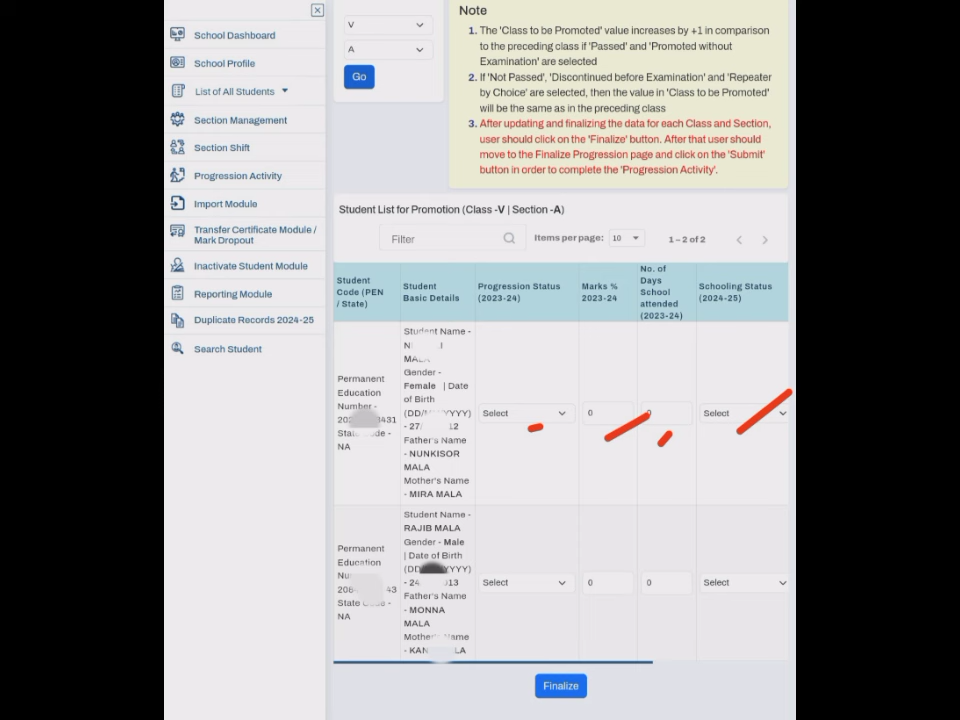 School Dashboard
School Profile
List of All Students
Section Management
Section Shift
Progression Activity
Import Module
Transfer Certificate Module /
Mark Dropout
Inactivate Student Module
Reporting Module
Duplicate Records 2024-25
Search Student
V
A
Go
Note
1. The 'Class to be Promoted' value increases by +1 in comparison
to the preceding class if 'Passed' and 'Promoted without
Examination' are selected
2. If 'Not Passed', 'Discontinued before Examination' and 'Repeater
by Choice' are selected, then the value in 'Class to be Promoted'
will be the same as in the preceding class
3. After updating and finalizing the data for each Class and Section,
user should click on the 'Finalize' button. After that user should
move to the Finalize Progression page and click on the 'Submit'
button in order to complete the 'Progression Activity'.
Student List for Promotion (Class -V | Section -A)
Filter
Items per page: 10
1 – 2 of 2
Student
Code (PEN
/ State)
Student
Basic Details
Progression Status
(2023-24)
Marks %
2023-24
No. of
Days
School
attended
(2023-24)
Schooling Status
(2024-25)
Permanent
Education
Number -
431
NA
Student Name -
Gender -
Female | Date
of Birth
- 27/ 12
Father's Name
- NUNKISOR
MALA
Mother's Name
- MIRA MALA
Select
0
0
Select
Permanent
Education
43
NA
Student Name -
RAJIB MALA
Gender - Male
| Date of Birth
- 24 013
Father's Name
- MONNA
MALA
Select
0
0
Select
Finalize